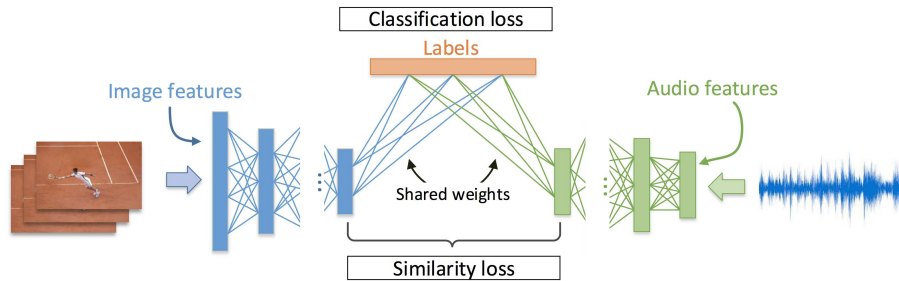 Classification loss
Labels
Image features
Audio features
Shared weights
Similarity loss